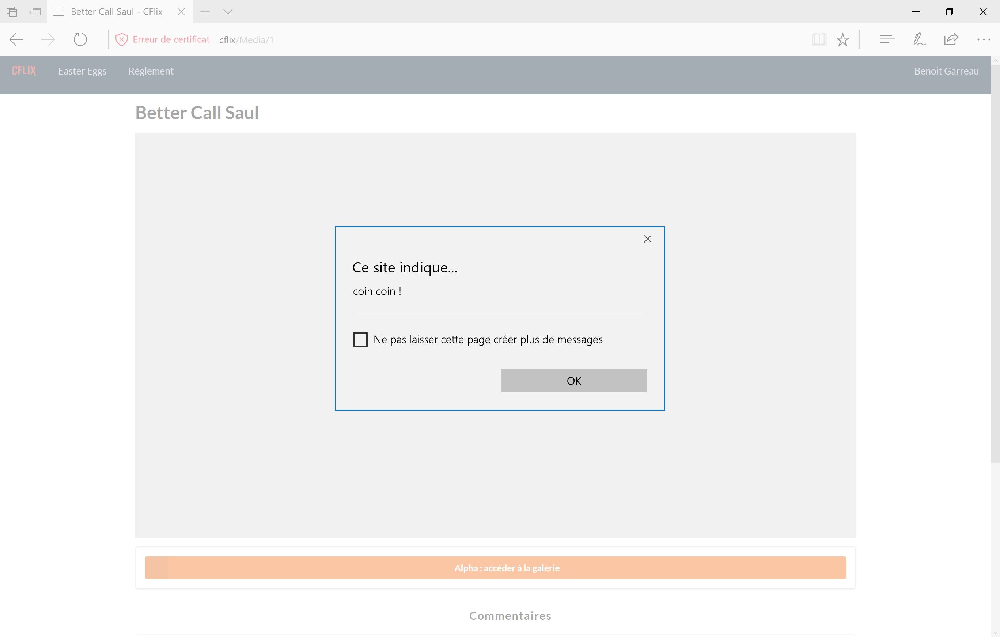 Better Call Saul - CFlix
Erreur de certificat cflix/Media/1
CFLIX Easter Eggs Règlement Benoit Garreau
Better Call Saul
Ce site indique...
coin coin !
Ne pas laisser cette page créer plus de messages
OK
Alpha : accèder à la galerie
Commentaires